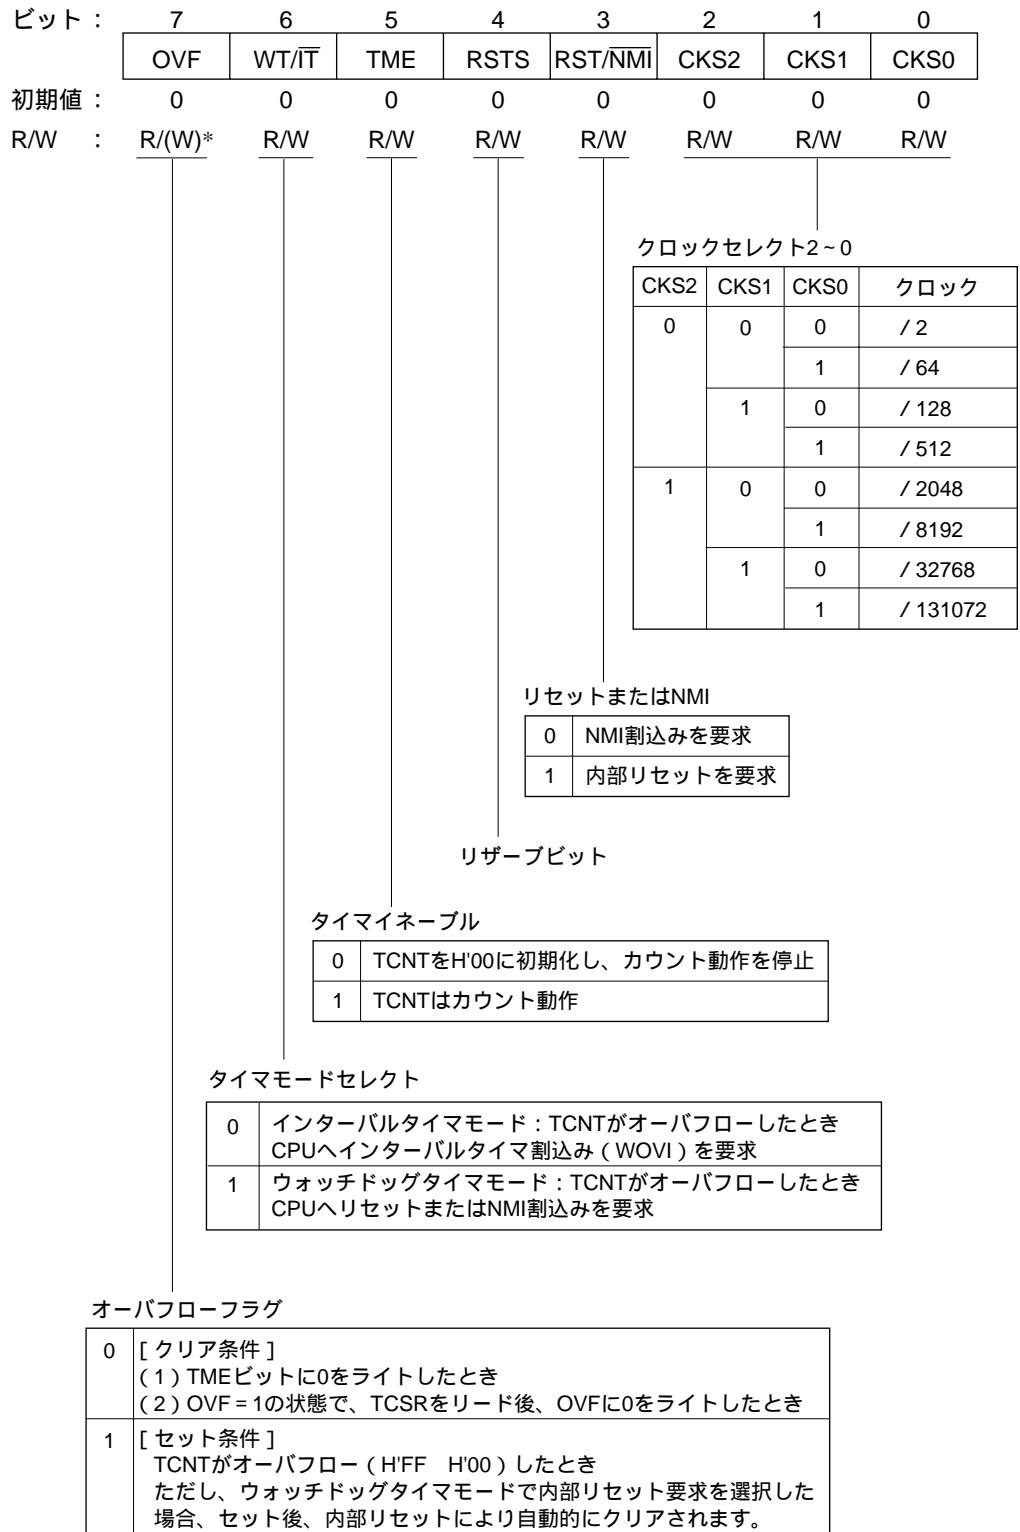 ビット： 7 6 5 4 3 2 1 0
OVF WT/I̅T̅ TME RSTS RST/N̅M̅I̅ CKS2 CKS1 CKS0
初期値： 0 0 0 0 0 0 0 0
R/W ： R/(W)* R/W R/W R/W R/W R/W R/W R/W
クロックセレクト2～0
CKS2 CKS1 CKS0 クロック
0 0 0 / 2
1 / 64
1 0 / 128
1 / 512
1 0 0 / 2048
1 / 8192
1 0 / 32768
1 / 131072
リセットまたはNMI
0 NMI割込みを要求
1 内部リセットを要求
リザーブビット
タイマイネーブル
0 TCNTをH'00に初期化し、カウント動作を停止
1 TCNTはカウント動作
タイマモードセレクト
0 インターバルタイマモード：TCNTがオーバフローしたとき
CPUへインターバルタイマ割込み（WOVI）を要求
1 ウォッチドッグタイマモード：TCNTがオーバフローしたとき
CPUへリセットまたはNMI割込みを要求
オーバフローフラグ
0 ［クリア条件］
（1）TMEビットに0をライトしたとき
（2）OVF＝1の状態で、TCSRをリード後、OVFに0をライトしたとき
1 ［セット条件］
TCNTがオーバフロー（H'FF H'00）したとき
ただし、ウォッチドッグタイマモードで内部リセット要求を選択した
場合、セット後、内部リセットにより自動的にクリアされます。